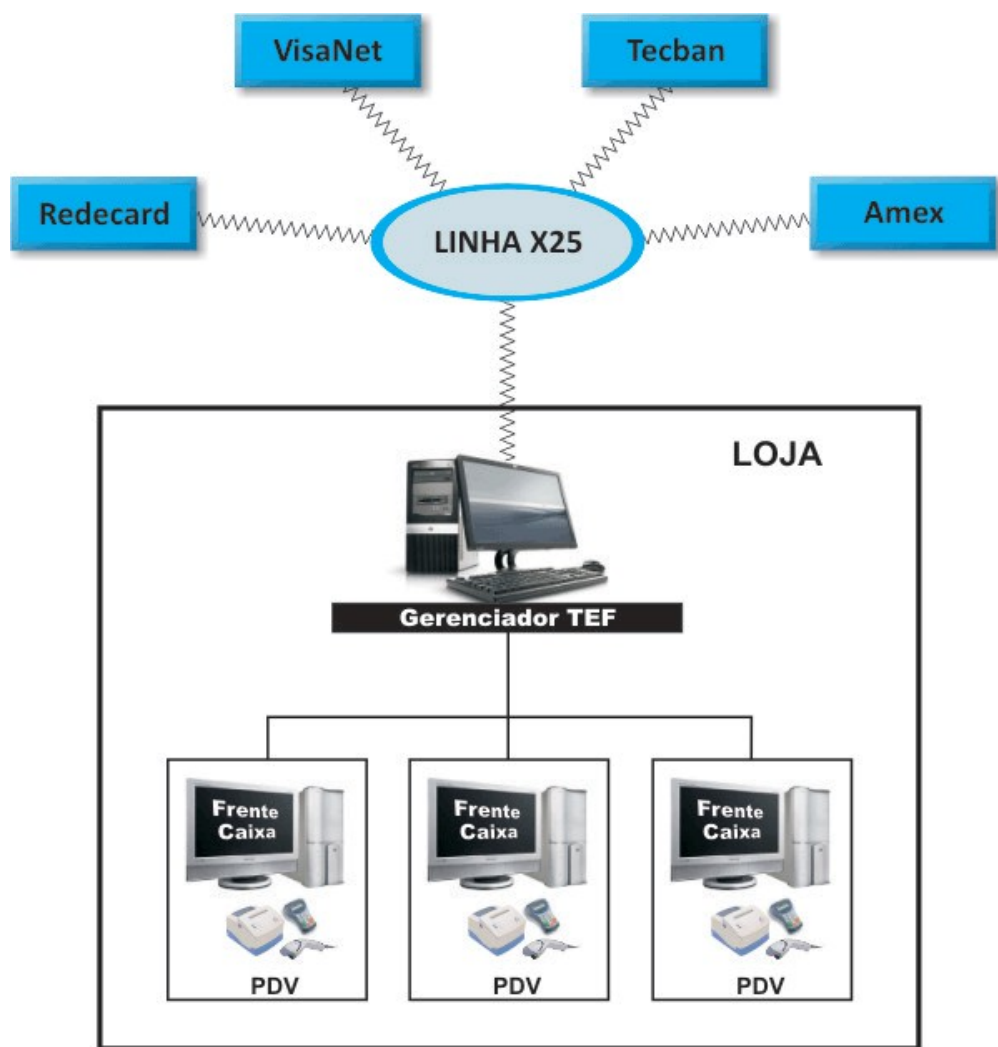 VisaNet
Tecban
Redecard
LINHA X25
Amex
LOJA
Gerenciador TEF
Frente
Caixa
Frente
Caixa
Frente
Caixa
PDV
PDV
PDV